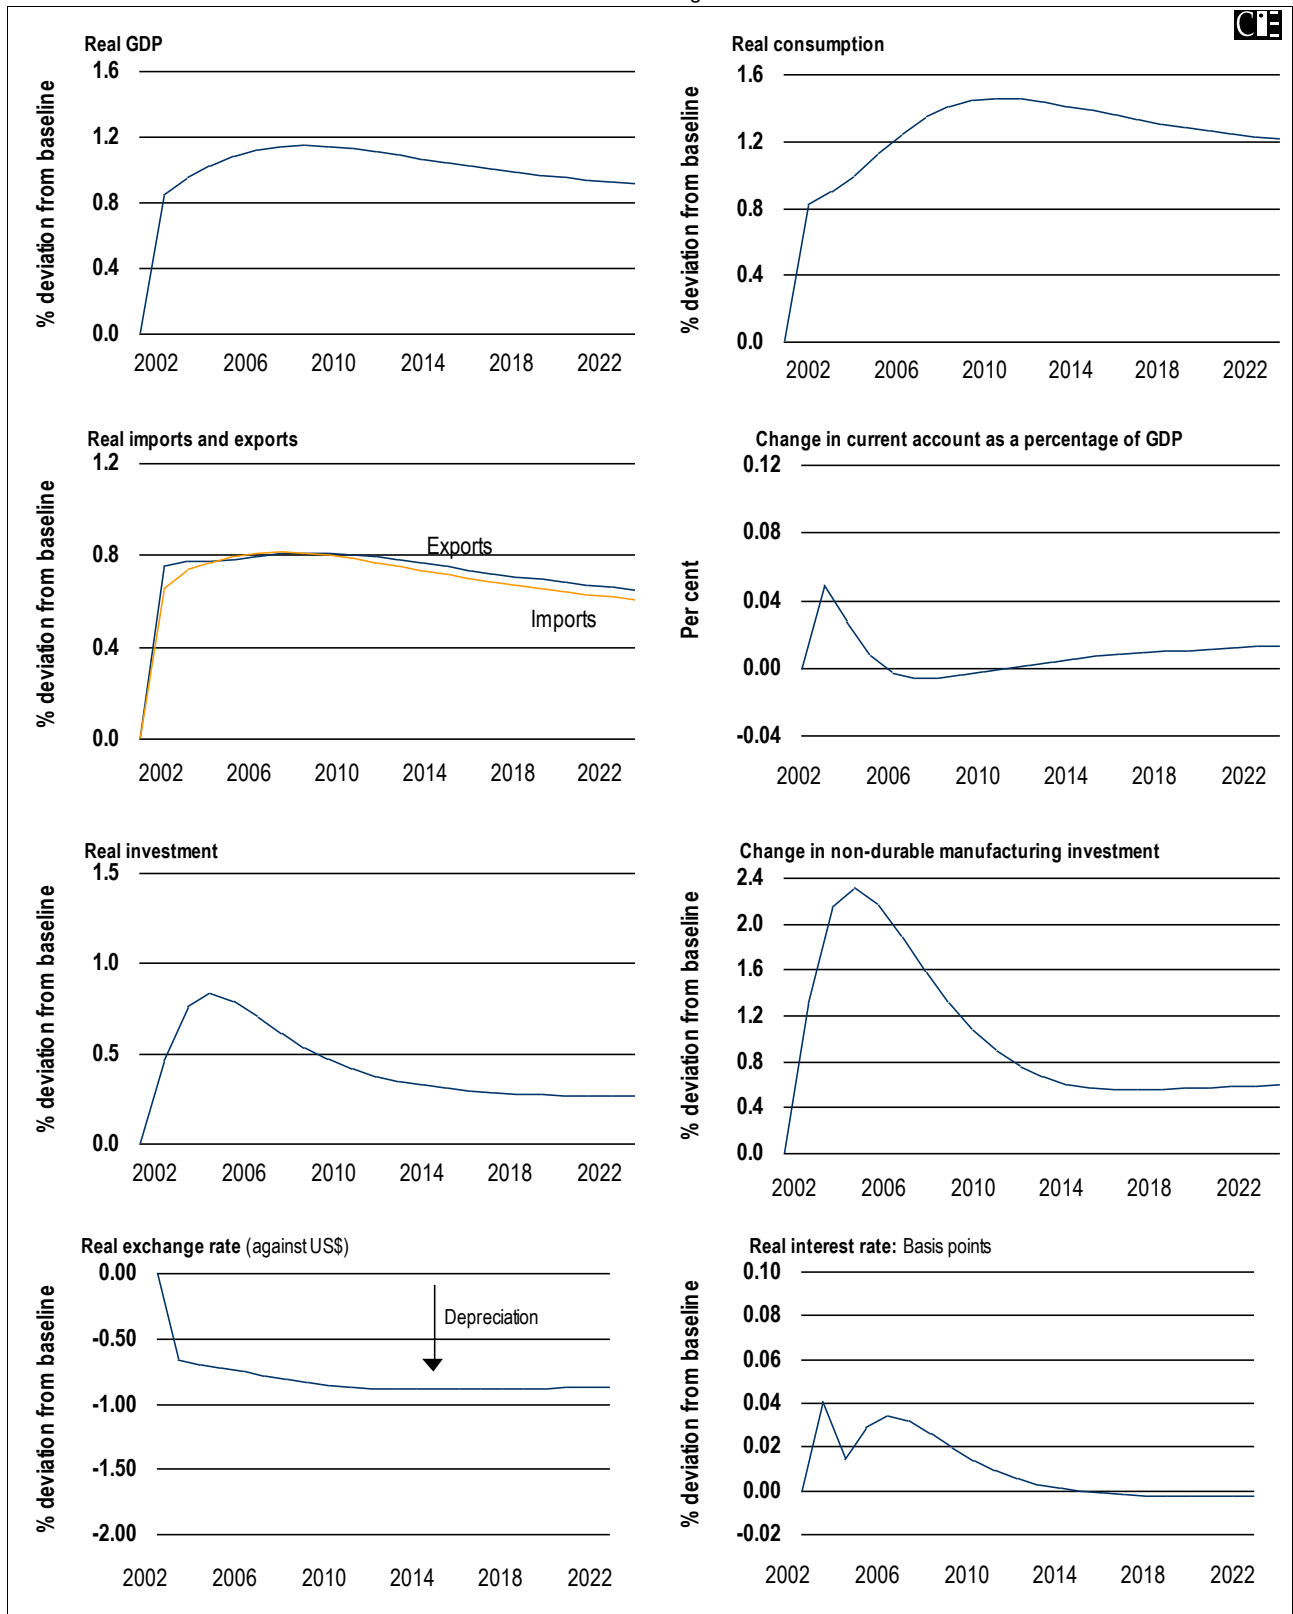 CiE
Real GDP
% deviation from baseline
1.6
1.2
0.8
0.4
0.0
2002 2006 2010 2014 2018 2022
Real consumption
% deviation from baseline
1.6
1.2
0.8
0.4
0.0
2002 2006 2010 2014 2018 2022
Real imports and exports
% deviation from baseline
1.2
0.8
0.4
0.0
Exports
Imports
2002 2006 2010 2014 2018 2022
Change in current account as a percentage of GDP
Per cent
0.12
0.08
0.04
0.00
-0.04
2002 2006 2010 2014 2018 2022
Real investment
% deviation from baseline
1.5
1.0
0.5
0.0
2002 2006 2010 2014 2018 2022
Change in non-durable manufacturing investment
% deviation from baseline
2.4
2.0
1.6
1.2
0.8
0.4
0.0
2002 2006 2010 2014 2018 2022
Real exchange rate (against US$)
% deviation from baseline
0.00
-0.50
-1.00
-1.50
-2.00
Depreciation
2002 2006 2010 2014 2018 2022
Real interest rate: Basis points
% deviation from baseline
0.10
0.08
0.06
0.04
0.02
0.00
-0.02
2002 2006 2010 2014 2018 2022